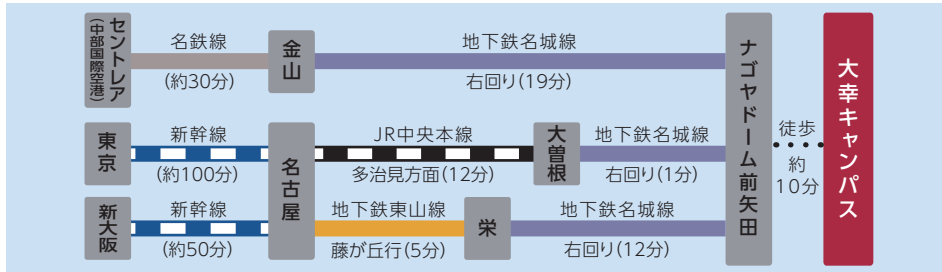 セントレア
(中部国際空港)
名鉄線
(約30分)
金山
地下鉄名城線
右回り(19分)
東京
新幹線
(約100分)
名古屋
JR中央本線
多治見方面(12分)
大曽根
地下鉄名城線
右回り(1分)
新大阪
新幹線
(約50分)
地下鉄東山線
藤が丘行(5分)
栄
地下鉄名城線
右回り(12分)
ナゴヤドーム前矢田
徒歩
約
10分
大幸キャンパス